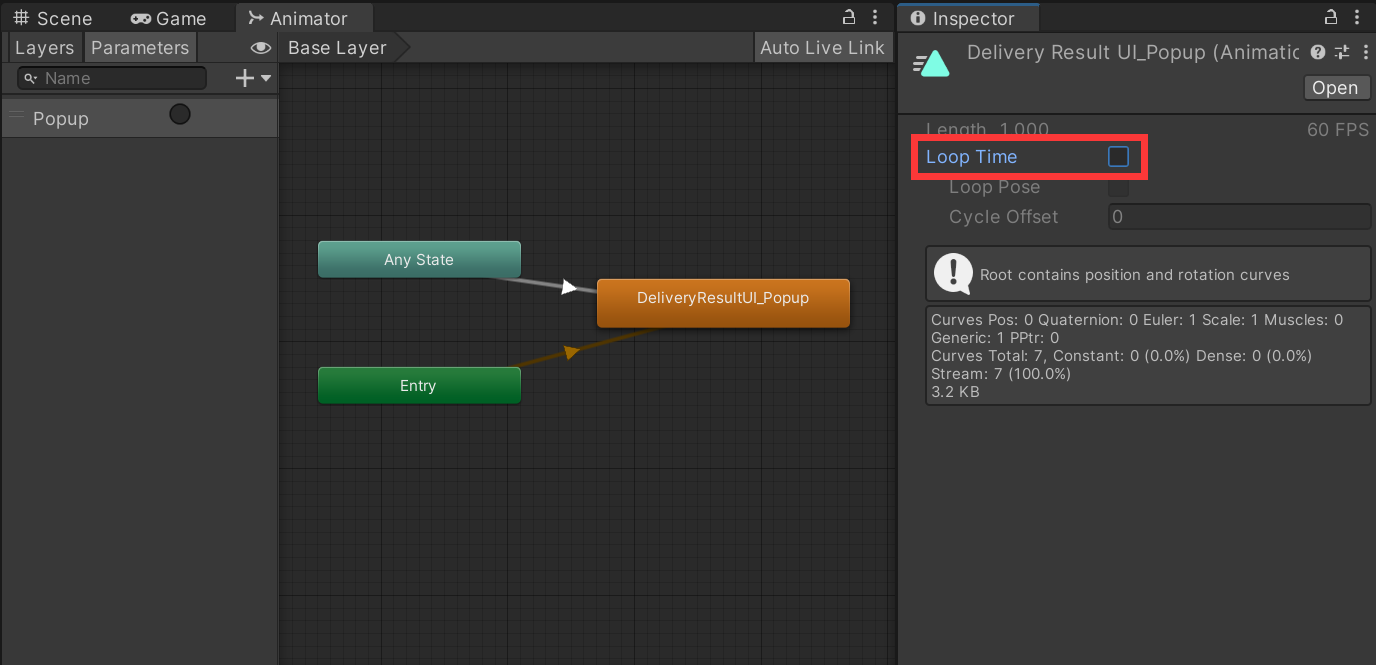 Scene Game Animator
Layers Parameters
Base Layer
Auto Live Link
Name
Popup
Any State
DeliveryResultUI_Popup
Entry
Inspector
Delivery Result UI_Popup (Animatic
Open
Length 1.000 60 FPS
Loop Time
Loop Pose
Cycle Offset 0
Root contains position and rotation curves
Curves Pos: 0 Quaternion: 0 Euler: 1 Scale: 1 Muscles: 0
Generic: 1 PPtr: 0
Curves Total: 7, Constant: 0 (0.0%) Dense: 0 (0.0%)
Stream: 7 (100.0%)
3.2 KB